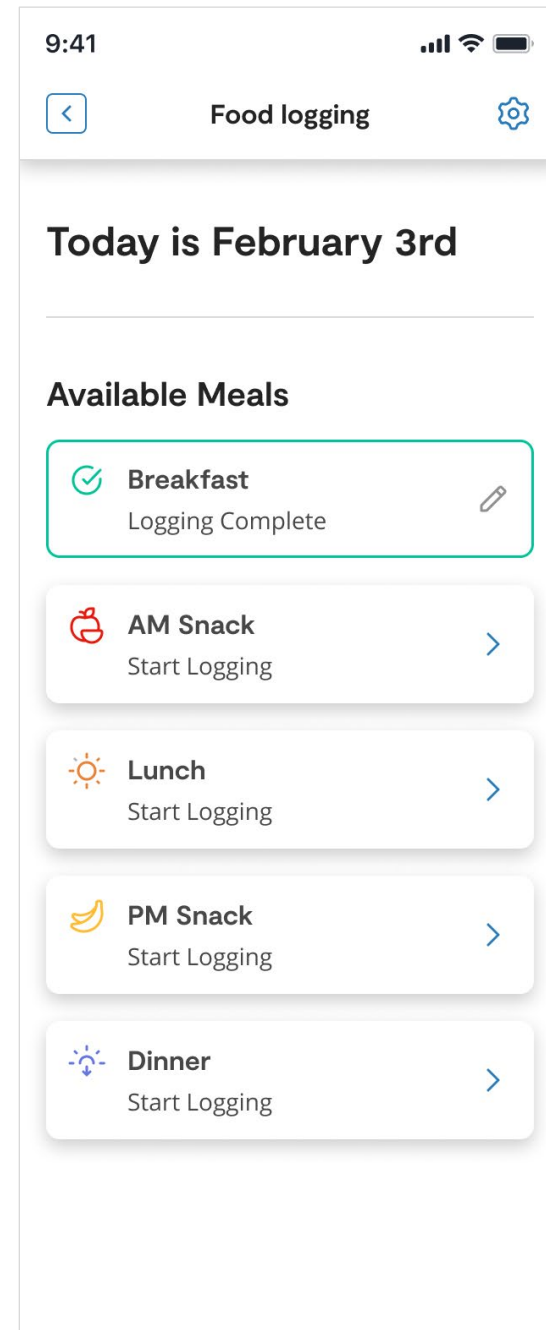 9:41
Food logging
Today is February 3rd
Available Meals
Breakfast
Logging Complete
AM Snack
Start Logging
Lunch
Start Logging
PM Snack
Start Logging
Dinner
Start Logging